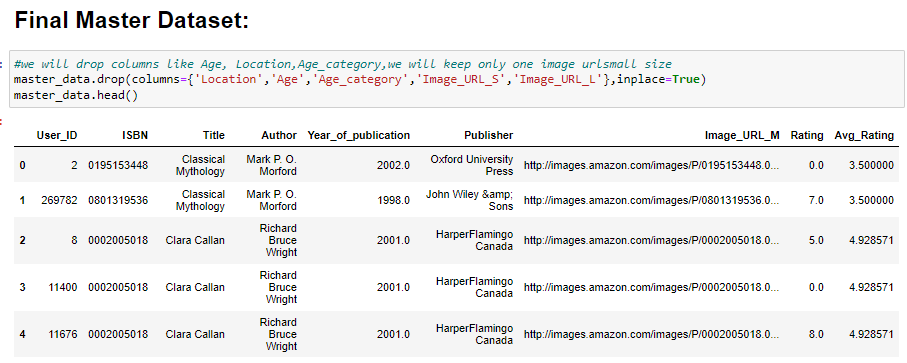 Final Master Dataset:
#we will drop columns like Age, Location,Age_category,we will keep only one image urlsmall size
master_data.drop(columns={'Location','Age','Age_category','Image_URL_S','Image_URL_L'},inplace=True)
master_data.head()
User_ID ISBN Title Author Year_of_publication Publisher Image_URL_M Rating Avg_Rating
0 2 0195153448 Classical Mythology Mark P. O. Morford 2002.0 Oxford University Press http://images.amazon.com/images/P/0195153448.0... 0.0 3.500000
1 269782 0801319536 Classical Mythology Mark P. O. Morford 1998.0 John Wiley &amp; Sons http://images.amazon.com/images/P/0801319536.0... 7.0 3.500000
2 8 0002005018 Clara Callan Richard Bruce Wright 2001.0 HarperFlamingo Canada http://images.amazon.com/images/P/0002005018.0... 5.0 4.928571
3 11400 0002005018 Clara Callan Richard Bruce Wright 2001.0 HarperFlamingo Canada http://images.amazon.com/images/P/0002005018.0... 0.0 4.928571
4 11676 0002005018 Clara Callan Richard Bruce Wright 2001.0 HarperFlamingo Canada http://images.amazon.com/images/P/0002005018.0... 8.0 4.928571